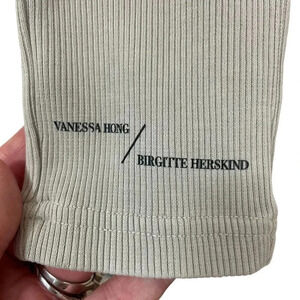 VANESSA HONG
/
BIRGITTE HERSKIND